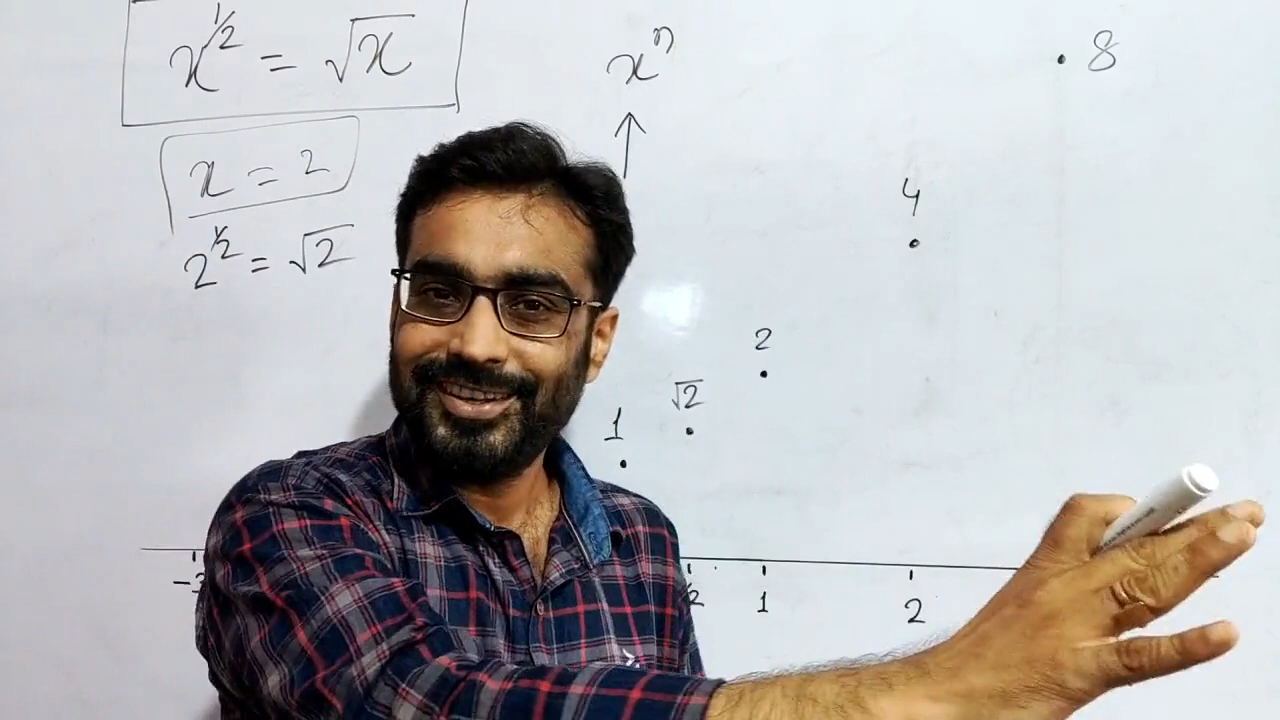 x^{1/2} = √x
x = 2
2^{1/2} = √2
x^n
8
4
2
√2
1
1 2